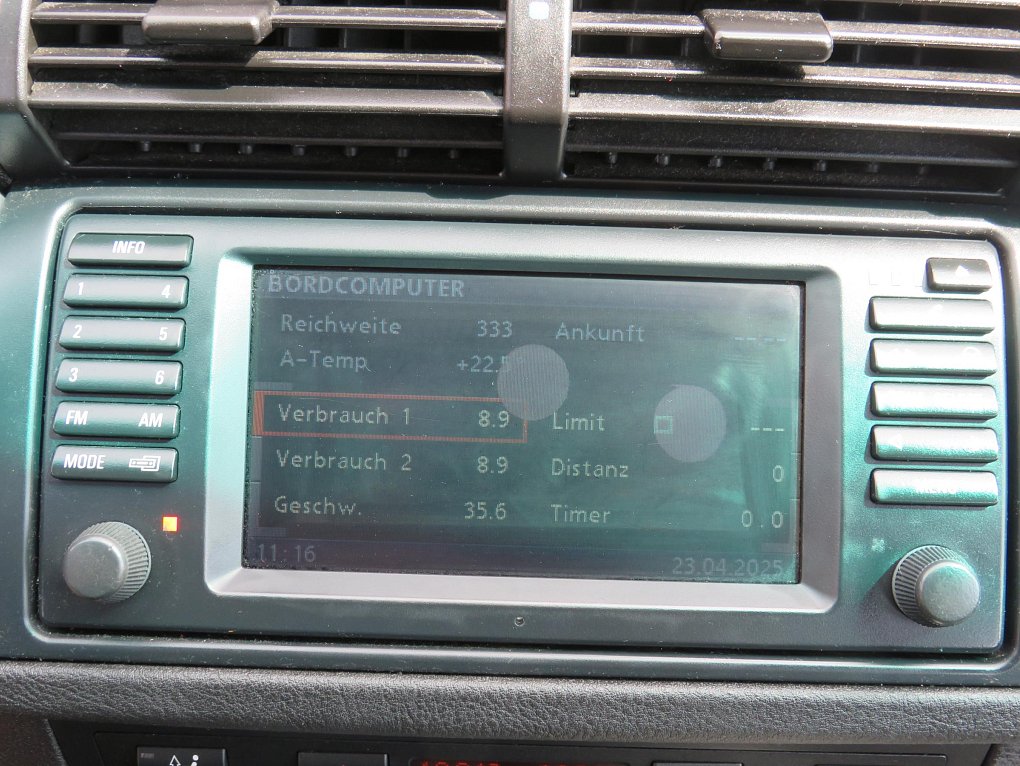 INFO
1 4
2 5
3 6
FM AM
MODE
BORDCOMPUTER
Reichweite 333 Ankunft --.--
A-Temp
Verbrauch 1 8.9 Limit ---
Verbrauch 2 8.9 Distanz 0
Geschw. 35.6 Timer 0.0
11:16 23.04.2025